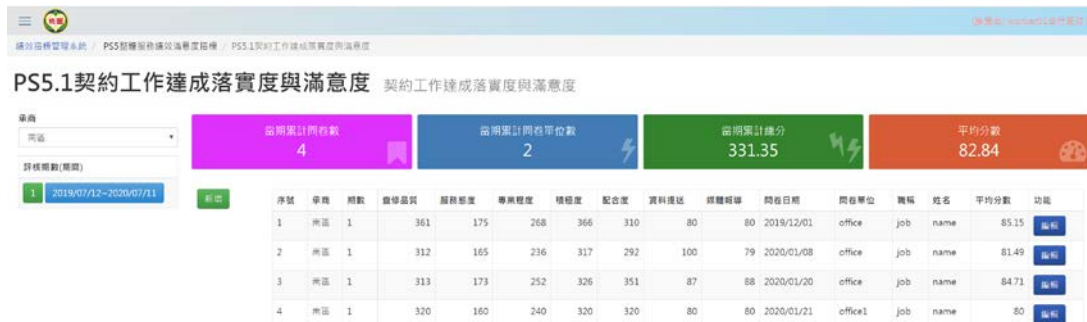 績效指標管理系統 / PS5整體服務績效滿意度指標 / PS5.1契約工作達成落實度與滿意度
PS5.1契約工作達成落實度與滿意度 契約工作達成落實度與滿意度
承商
南區
評核期數(期間)
1 2019/07/12~2020/07/11
當期累計問卷數
4
當期累計問卷單位數
2
當期累計總分
331.35
平均分數
82.84
新增
序號 承商 期數 查修品質 服務態度 專業程度 積極度 配合度 資料提送 媒體報導 問卷日期 問卷單位 職稱 姓名 平均分數 功能
1 南區 1 361 175 268 366 310 80 80 2019/12/01 office job name 85.15 編輯
2 南區 1 312 165 236 317 292 100 79 2020/01/08 office job name 81.49 編輯
3 南區 1 313 173 252 326 351 87 88 2020/01/20 office job name 84.71 編輯
4 南區 1 320 160 240 320 320 80 80 2020/01/21 office1 job name 80 編輯